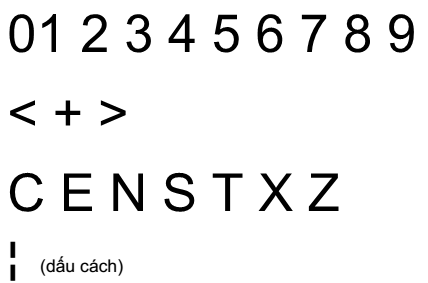 01 2 3 4 5 6 7 8 9
< + >
C E N S T X Z
¦ (dấu cách)